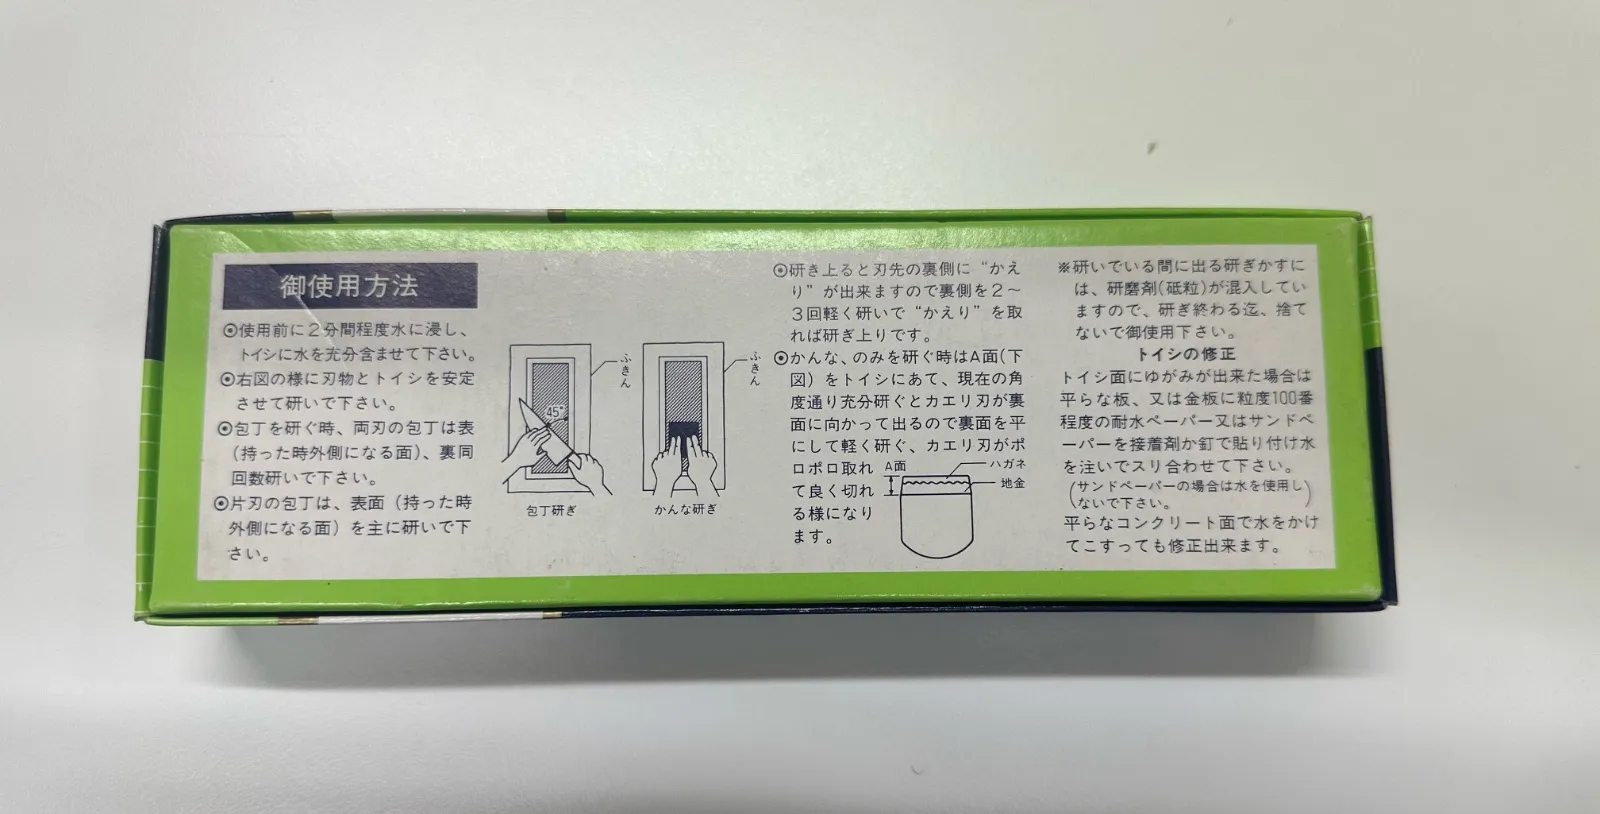 御使用方法
⦿使用前に2分間程度水に浸し、
トイシに水を充分含ませて下さい。
⦿右図の様に刃物とトイシを安定
させて研いで下さい。
⦿包丁を研ぐ時、両刃の包丁は表
(持った時外側になる面)、裏同
回数研いで下さい。
⦿片刃の包丁は、表面(持った時
外側になる面)を主に研いで下
さい。
ふきん
45°
包丁研ぎ
ふきん
かんな研ぎ
⦿研き上ると刃先の裏側に“かえ
り”が出来ますので裏側を2〜
3回軽く研いで“かえり”を取
れば研ぎ上りです。
⦿かんな、のみを研ぐ時はA面(下
図)をトイシにあて、現在の角
度通り充分研ぐとカエリ刃が裏
面に向かって出るので裏面を平
にして軽く研ぐ、カエリ刃がポ
ロポロ取れ
て良く切れ
る様になり
ます。
A面
ハガネ
地金
※研いでいる間に出る研ぎかすに
は、研磨剤(砥粒)が混入してい
ますので、研ぎ終わる迄、捨て
ないで御使用下さい。
トイシの修正
トイシ面にゆがみが出来た場合は
平らな板、又は金板に粒度100番
程度の耐水ペーパー又はサンドペ
ーパーを接着剤か釘で貼り付け水
を注いでスリ合わせて下さい。
(サンドペーパーの場合は水を使用し
ないで下さい。)
平らなコンクリート面で水をかけ
てこすっても修正出来ます。